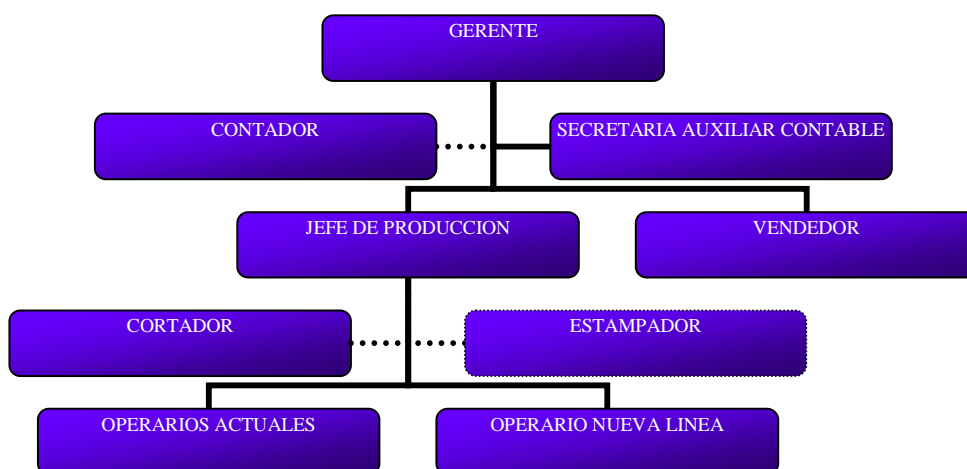 GERENTE
CONTADOR
SECRETARIA AUXILIAR CONTABLE
JEFE DE PRODUCCION
VENDEDOR
CORTADOR
ESTAMPADOR
OPERARIOS ACTUALES
OPERARIO NUEVA LINEA